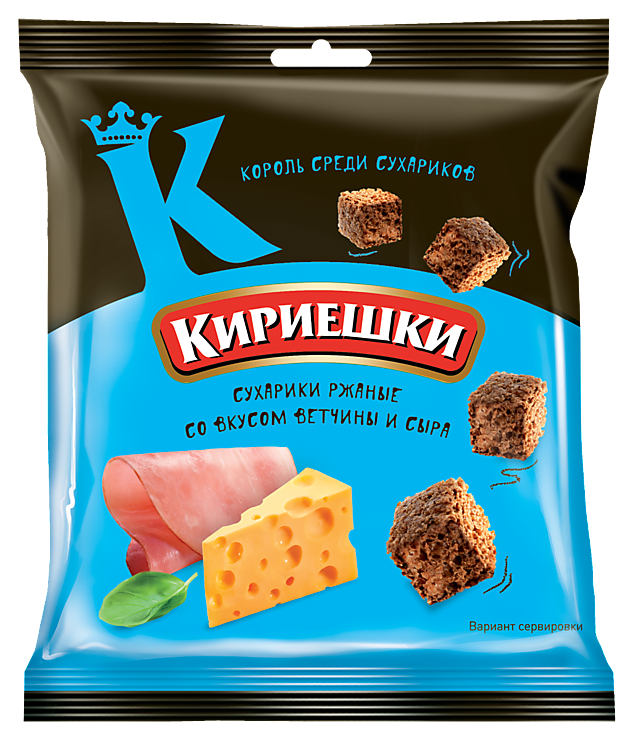 К
КОРОЛЬ СРЕДИ СУХАРИКОВ
КИРИЕШКИ
СУХАРИКИ РЖАНЫЕ
СО ВКУСОМ ВЕТЧИНЫ И СЫРА
Вариант сервировки